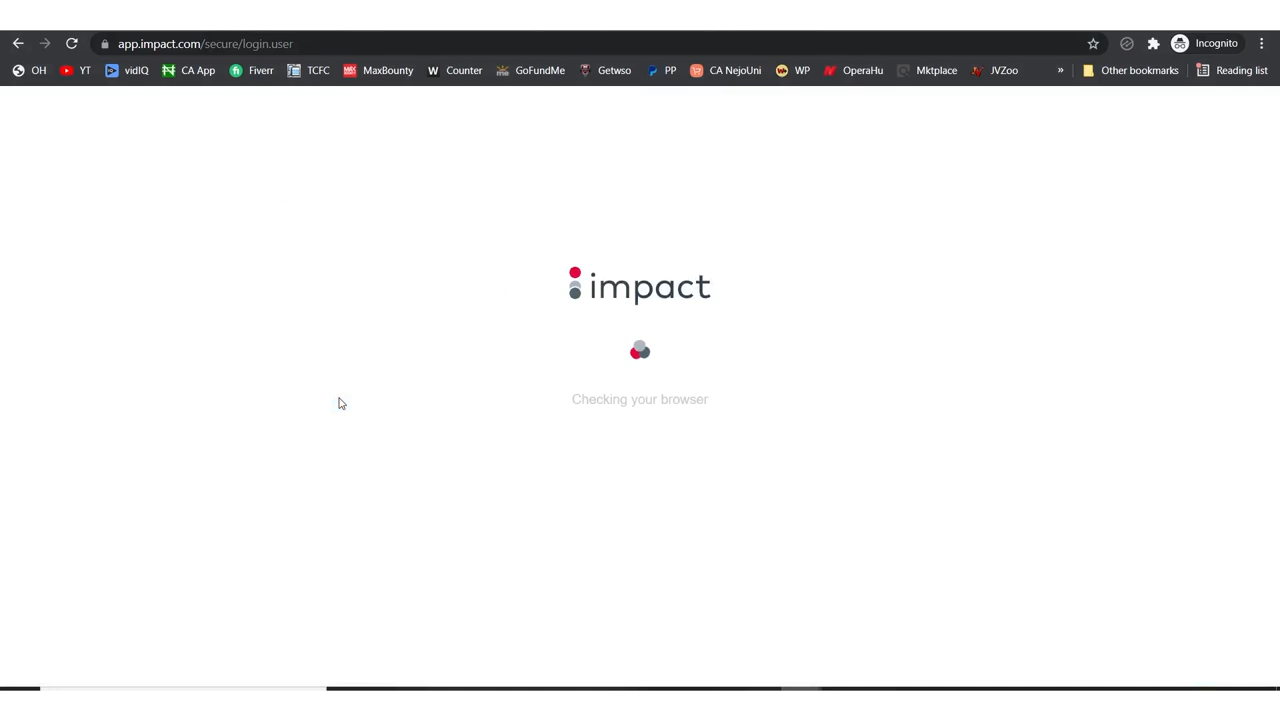 app.impact.com/secure/login.user
Incognito
OH YT vidIQ CA App Fiverr TCFC MaxBounty Counter GoFundMe Getwso PP CA NejoUni WP OperaHu Mktplace JVZoo » Other bookmarks Reading list
impact
Checking your browser